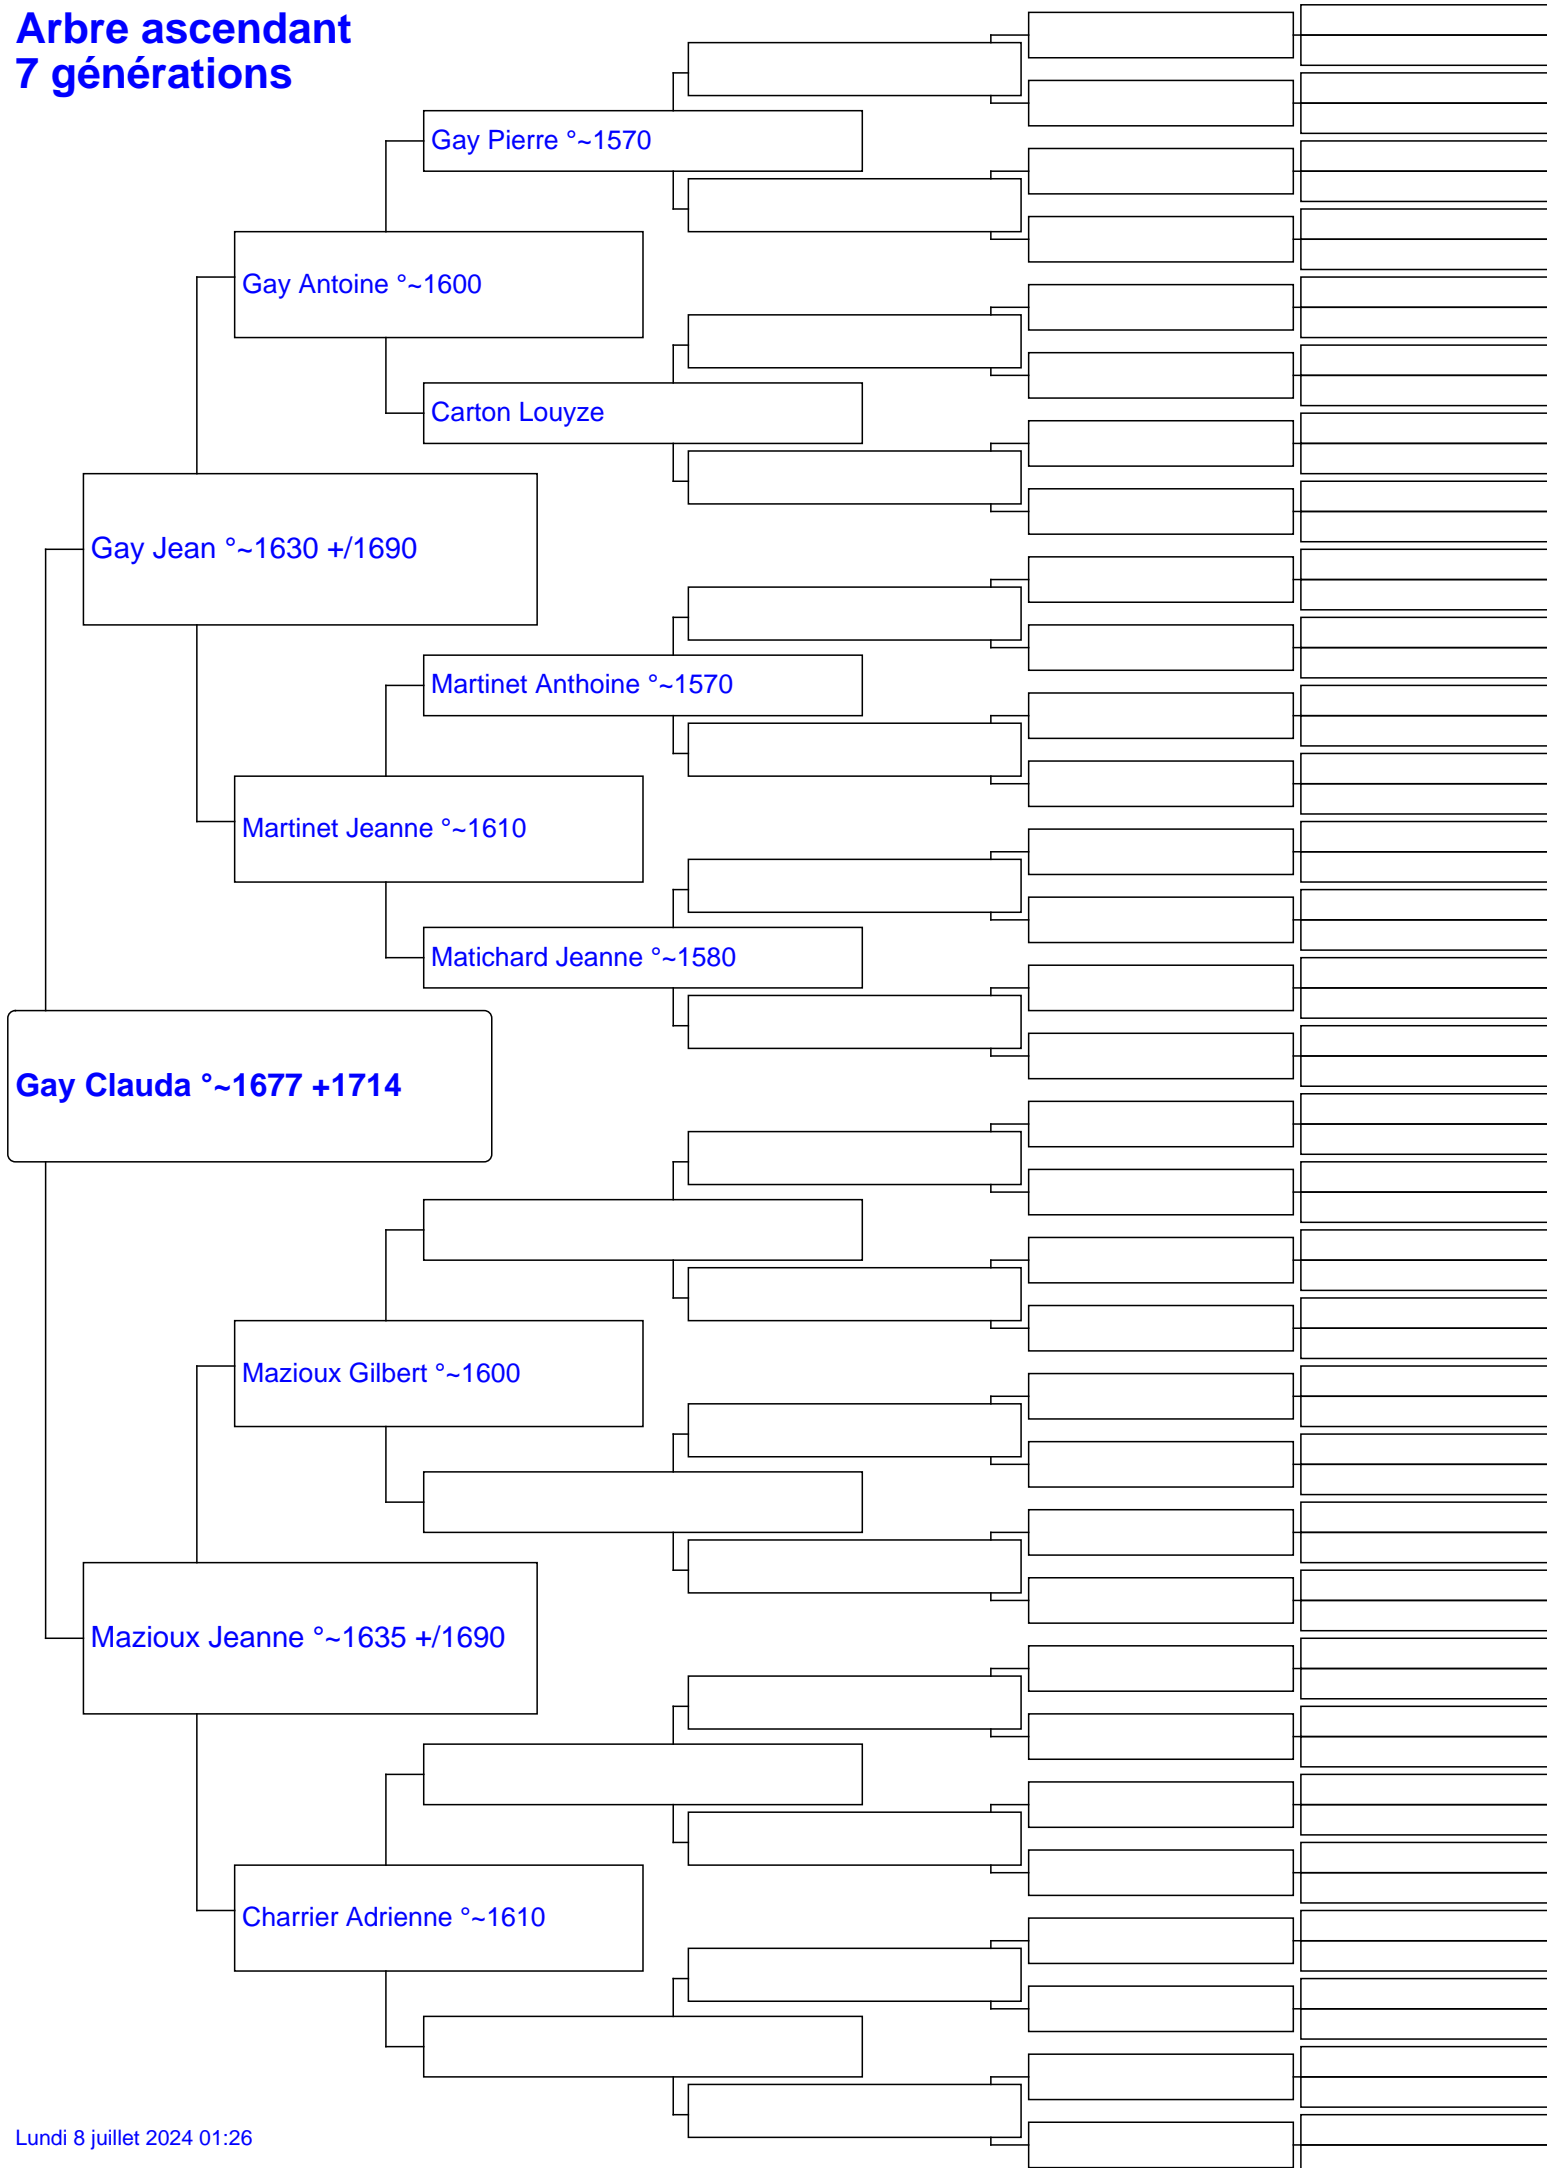 Arbre ascendant
7 générations
Gay Pierre °~1570
Gay Antoine °~1600
Carton Louyze
Gay Jean °~1630 +/1690
Martinet Anthoine °~1570
Martinet Jeanne °~1610
Matichard Jeanne °~1580
Gay Clauda °~1677 +1714
Mazioux Gilbert °~1600
Mazioux Jeanne °~1635 +/1690
Charrier Adrienne °~1610
Lundi 8 juillet 2024 01:26